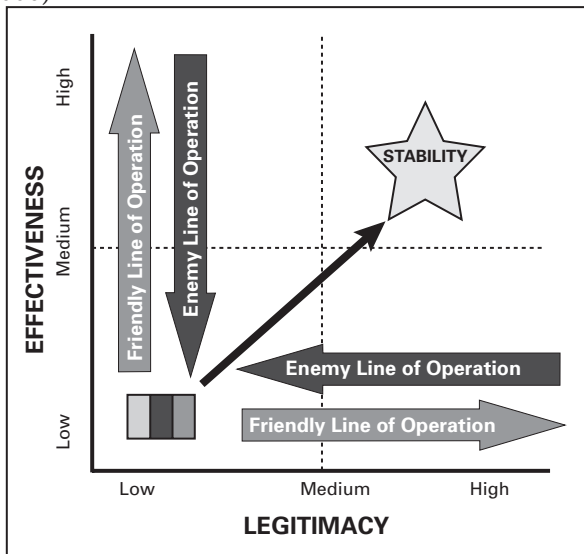 High
Medium
Low
EFFECTIVENESS
Friendly Line of Operation
Enemy Line of Operation
STABILITY
Enemy Line of Operation
Friendly Line of Operation
Low
Medium
High
LEGITIMACY